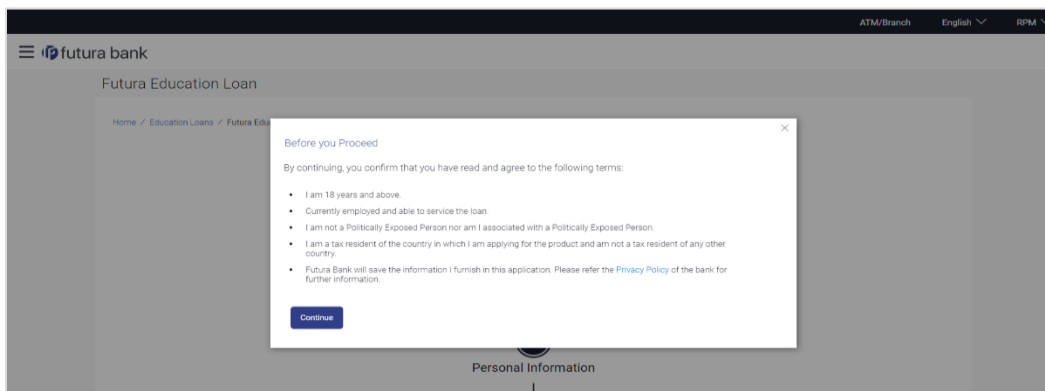 ATM/Branch English RPM
futura bank
Futura Education Loan
Home / Education Loans / Futura Edu
Before you Proceed
By continuing, you confirm that you have read and agree to the following terms:
• I am 18 years and above.
• Currently employed and able to service the loan.
• I am not a Politically Exposed Person nor am I associated with a Politically Exposed Person.
• I am a tax resident of the country in which I am applying for the product and am not a tax resident of any other
country.
• Futura Bank will save the information I furnish in this application. Please refer the Privacy Policy of the bank for
further information.
Continue
Personal Information